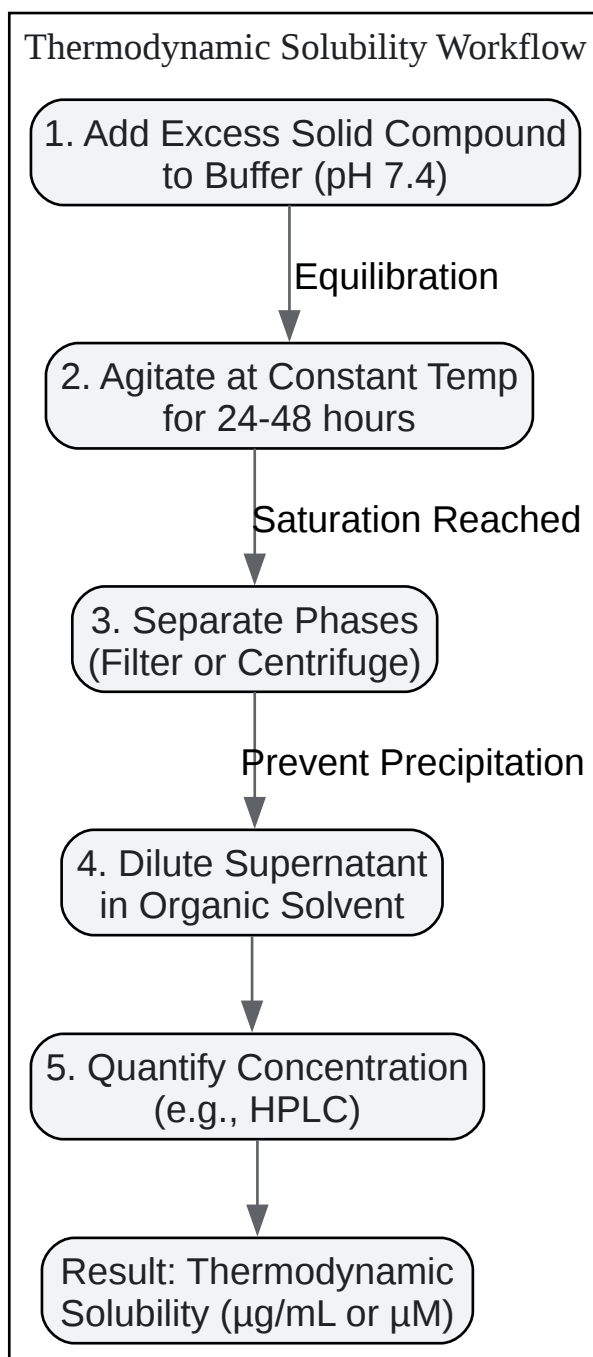 Thermodynamic Solubility Workflow
1. Add Excess Solid Compound
to Buffer (pH 7.4)
Equilibration
2. Agitate at Constant Temp
for 24-48 hours
Saturation Reached
3. Separate Phases
(Filter or Centrifuge)
Prevent Precipitation
4. Dilute Supernatant
in Organic Solvent
5. Quantify Concentration
(e.g., HPLC)
Result: Thermodynamic
Solubility (µg/mL or µM)